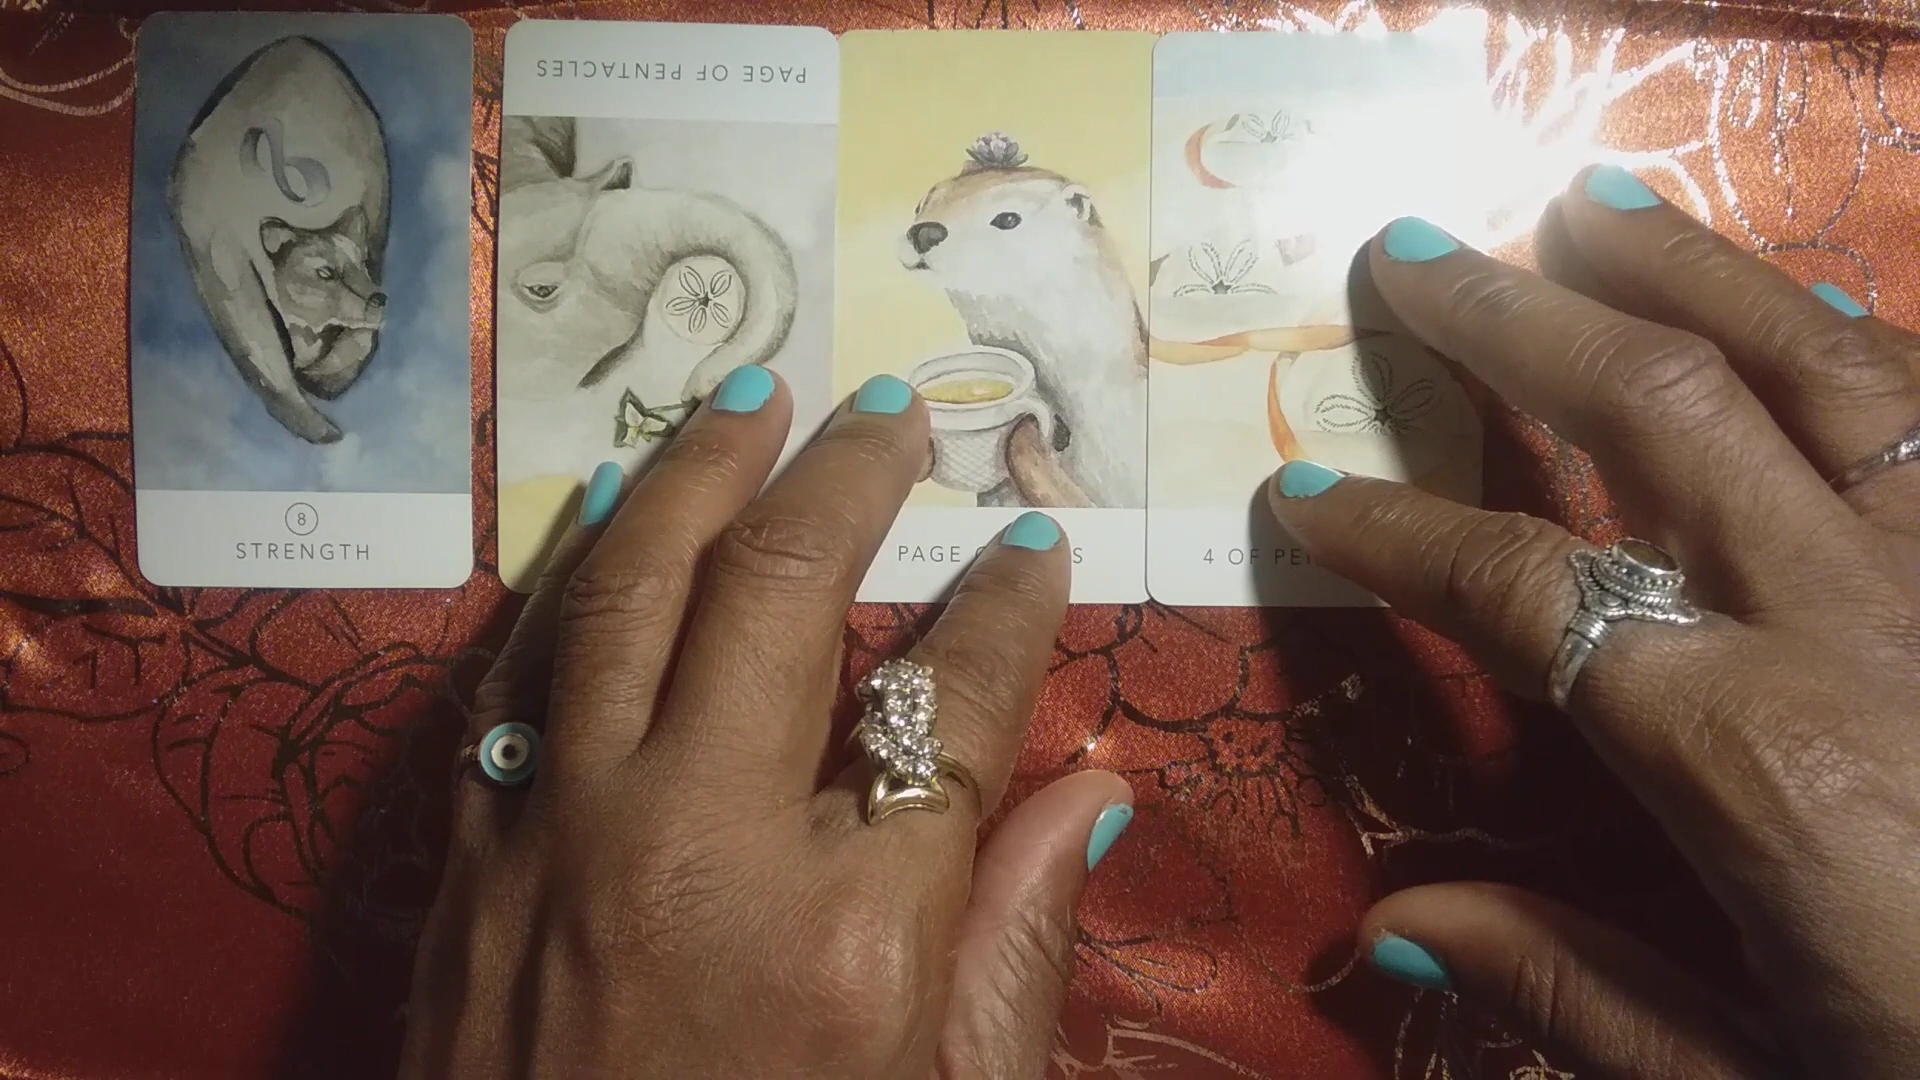 8
STRENGTH
PAGE OF PENTACLES
PAGE
4 OF